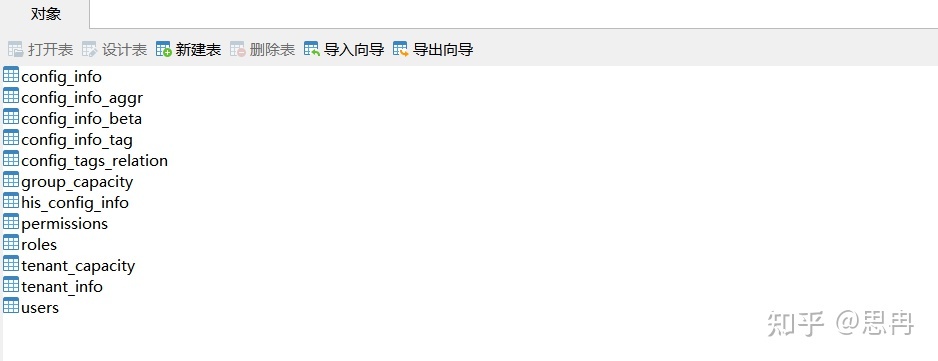 对象
打开表 设计表 新建表 删除表 导入向导 导出向导
config_info
config_info_aggr
config_info_beta
config_info_tag
config_tags_relation
group_capacity
his_config_info
permissions
roles
tenant_capacity
tenant_info
users
知乎 @思冉